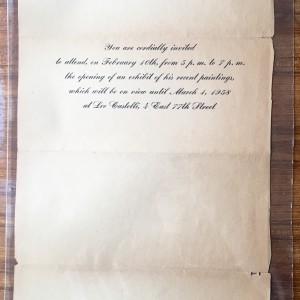 You are cordially invited
to attend, on February 10th, from 5 p. m. to 7 p. m.
the opening of an exhibit of his recent paintings,
which will be on view until March 1, 1958
at Leo Castelli, 4 East 77th Street